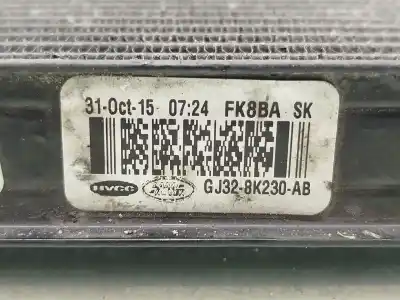 31-Oct-15 07:24 FK8BA SK
HVCC GJ32-8K230-AB